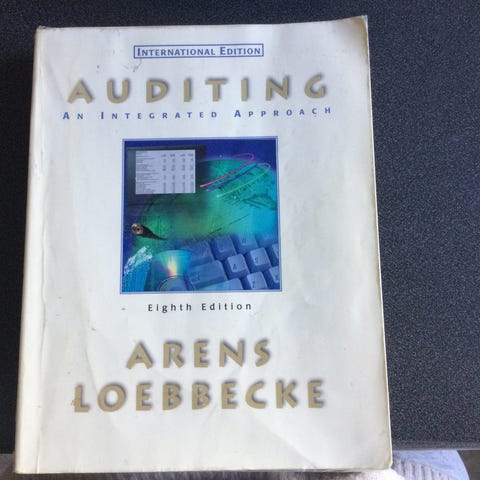 INTERNATIONAL EDITION
AUDITING
AN INTEGRATED APPROACH
Eighth Edition
ARENS
LOEBBECKE